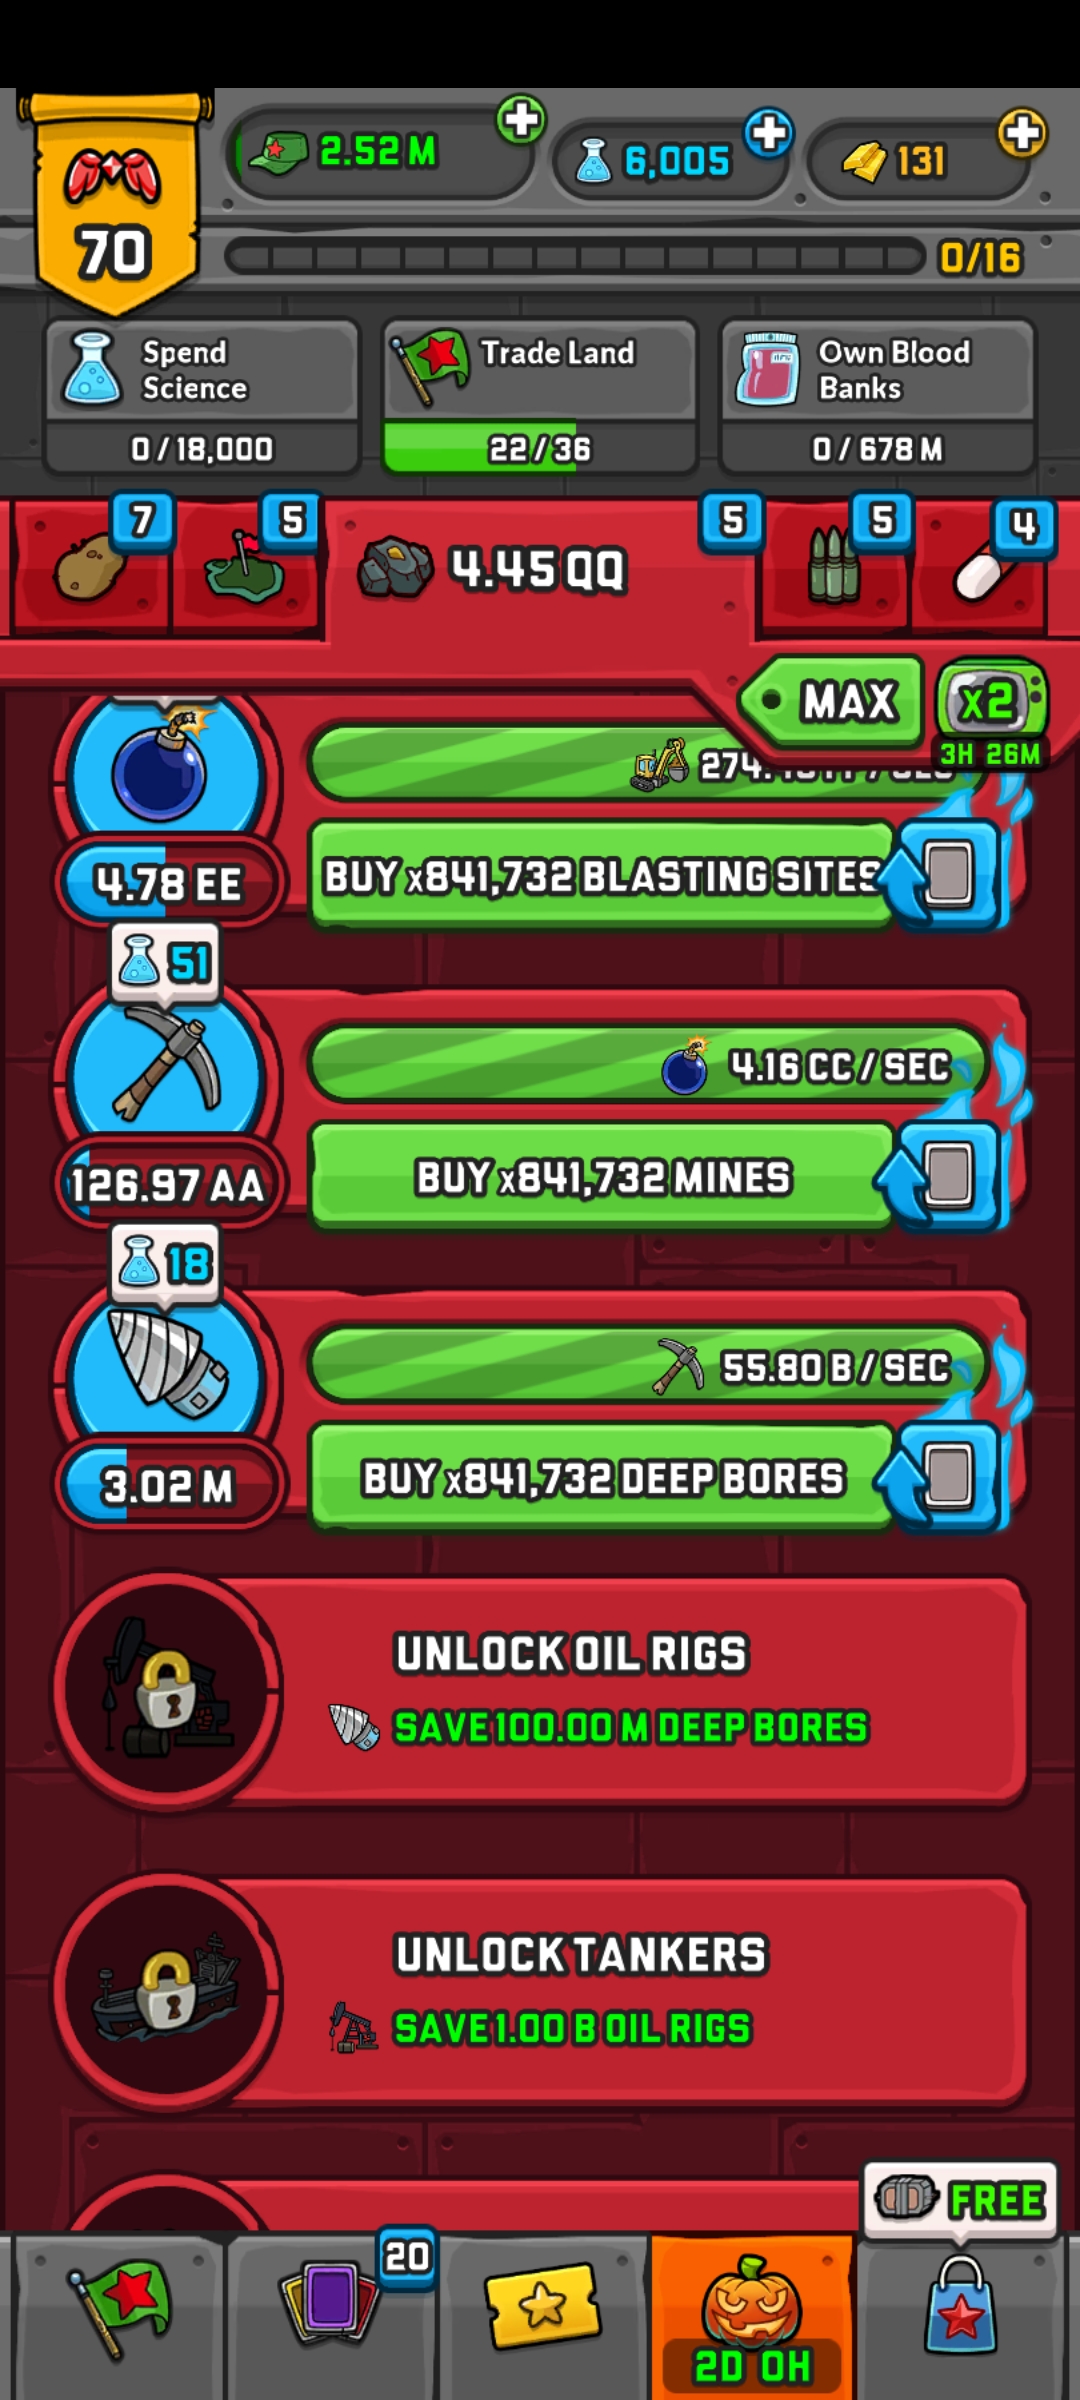 2.52 M
6,005
131
70
0/16
Spend
Science
0 / 18,000
Trade Land
22 / 36
Own Blood
Banks
0 / 678 M
7
5
4.45 QQ
5
5
4
MAX
x2
3H 26M
BUY x841,732 BLASTING SITES
4.78 EE
51
4.16 CC / SEC
BUY x841,732 MINES
126.97 AA
18
55.80 B / SEC
BUY x841,732 DEEP BORES
3.02 M
UNLOCK OIL RIGS
SAVE 100.00 M DEEP BORES
UNLOCK TANKERS
SAVE 1.00 B OIL RIGS
FREE
20
2D 0H